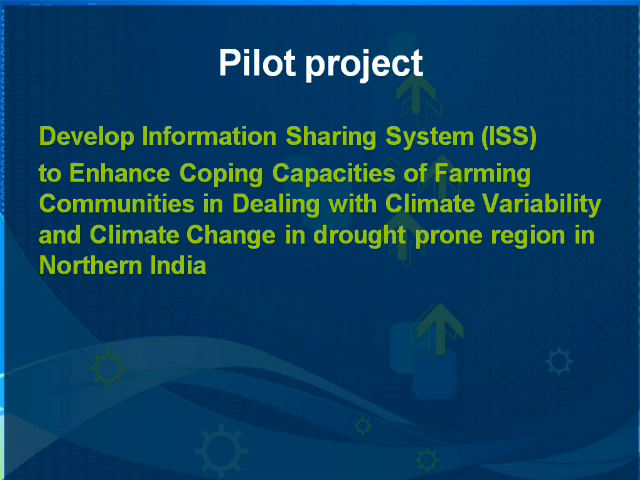 Pilot project
Develop Information Sharing System (ISS)
to Enhance Coping Capacities of Farming
Communities in Dealing with Climate Variability
and Climate Change in drought prone region in
Northern India